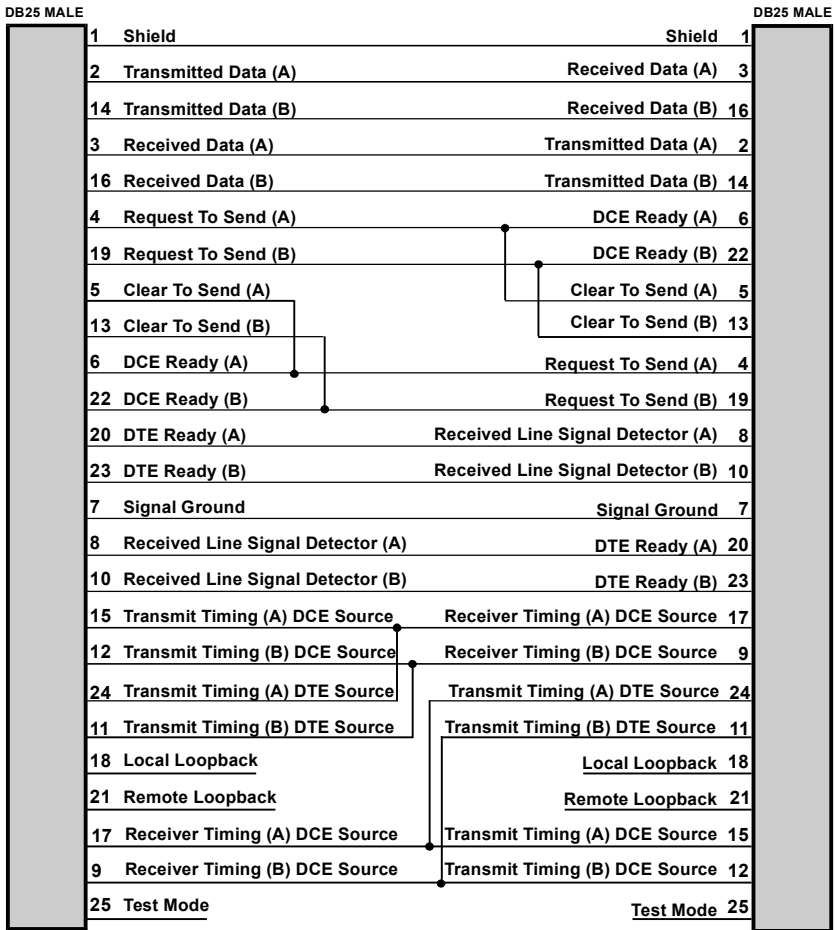 DB25 MALE DB25 MALE
1 Shield Shield 1
2 Transmitted Data (A) Received Data (A) 3
14 Transmitted Data (B) Received Data (B) 16
3 Received Data (A) Transmitted Data (A) 2
16 Received Data (B) Transmitted Data (B) 14
4 Request To Send (A) DCE Ready (A) 6
19 Request To Send (B) DCE Ready (B) 22
5 Clear To Send (A) Clear To Send (A) 5
13 Clear To Send (B) Clear To Send (B) 13
6 DCE Ready (A) Request To Send (A) 4
22 DCE Ready (B) Request To Send (B) 19
20 DTE Ready (A) Received Line Signal Detector (A) 8
23 DTE Ready (B) Received Line Signal Detector (B) 10
7 Signal Ground Signal Ground 7
8 Received Line Signal Detector (A) DTE Ready (A) 20
10 Received Line Signal Detector (B) DTE Ready (B) 23
15 Transmit Timing (A) DCE Source Receiver Timing (A) DCE Source 17
12 Transmit Timing (B) DCE Source Receiver Timing (B) DCE Source 9
24 Transmit Timing (A) DTE Source Transmit Timing (A) DTE Source 24
11 Transmit Timing (B) DTE Source Transmit Timing (B) DTE Source 11
18 Local Loopback Local Loopback 18
21 Remote Loopback Remote Loopback 21
17 Receiver Timing (A) DCE Source Transmit Timing (A) DCE Source 15
9 Receiver Timing (B) DCE Source Transmit Timing (B) DCE Source 12
25 Test Mode Test Mode 25